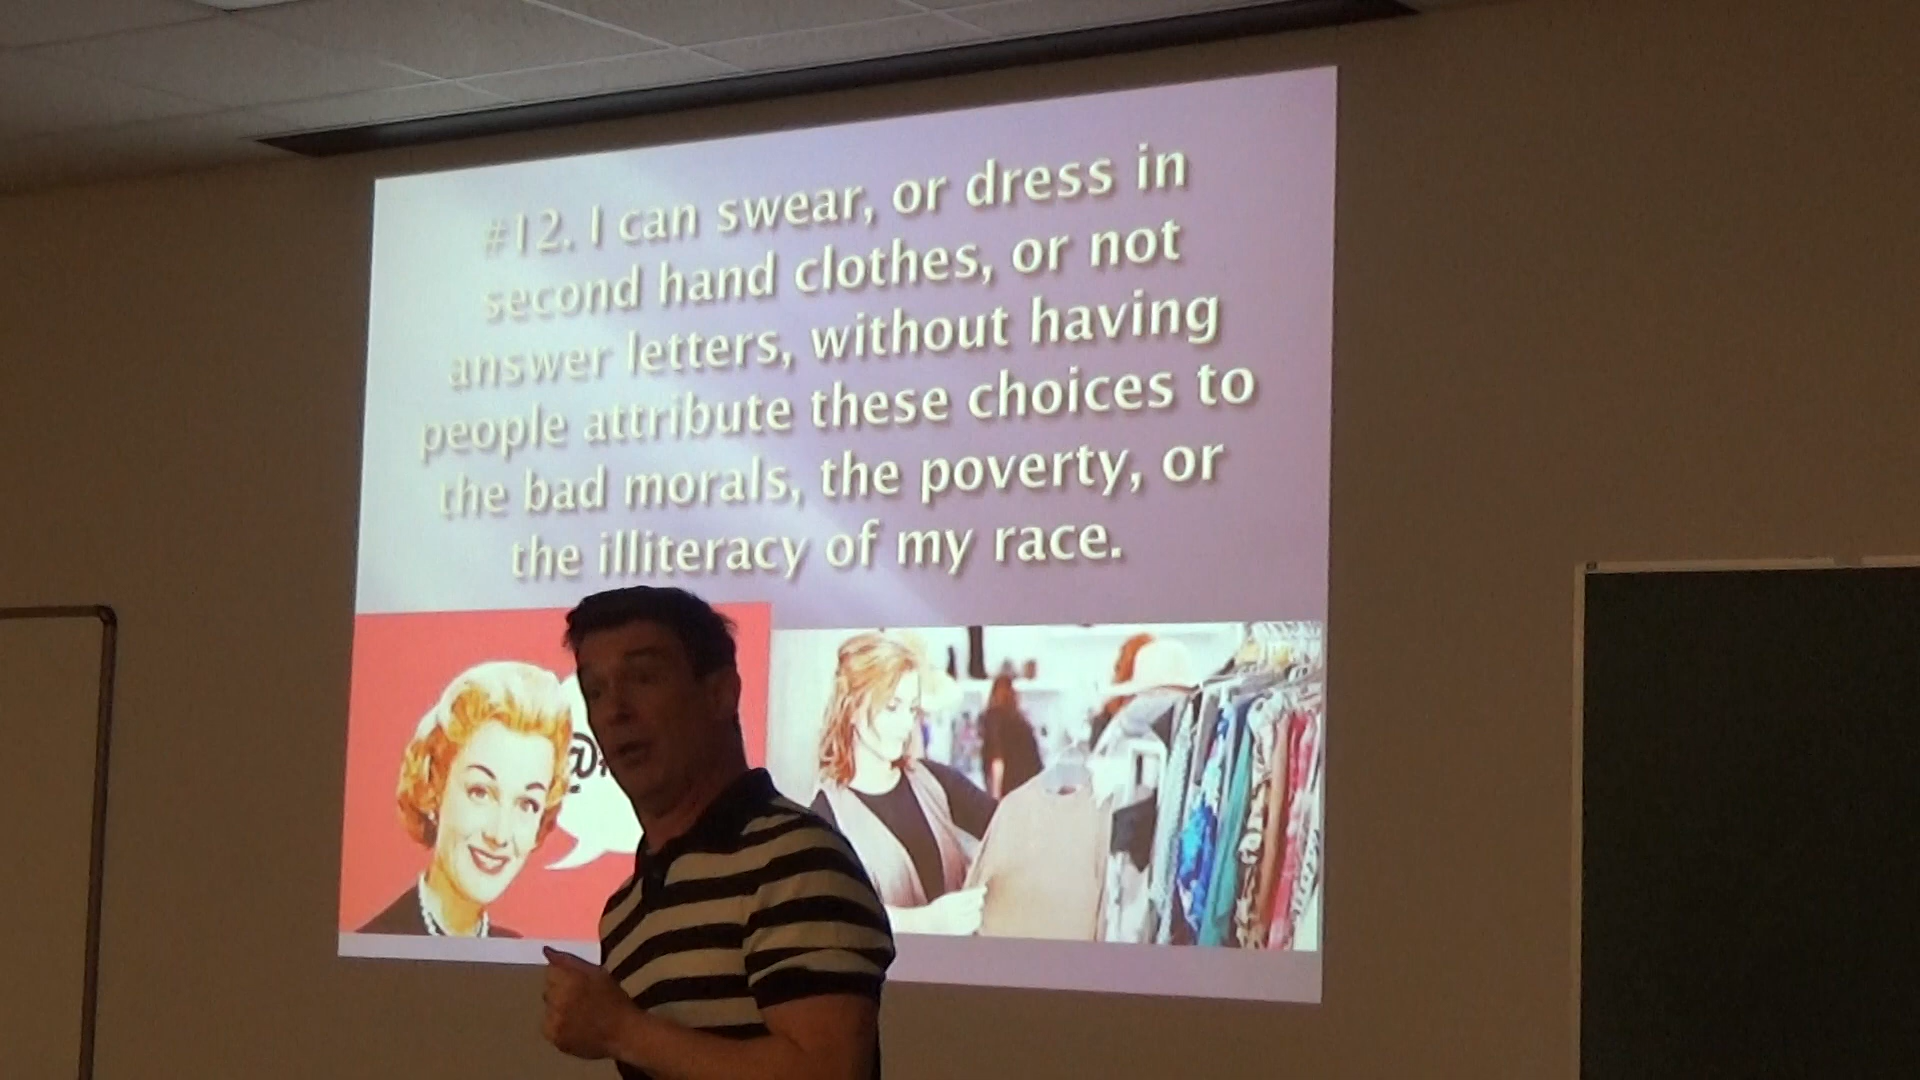 #12. I can swear, or dress in
second hand clothes, or not
answer letters, without having
people attribute these choices to
the bad morals, the poverty, or
the illiteracy of my race.
@